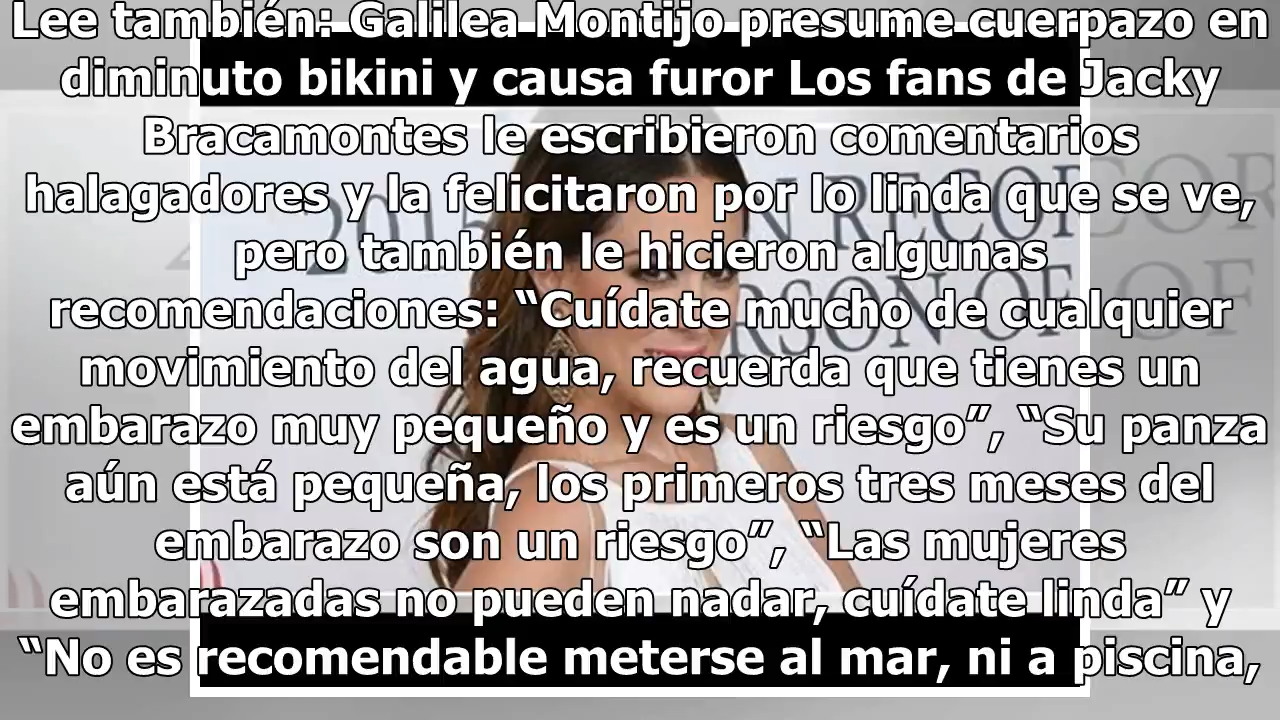 Lee también: Galilea Montijo presume cuerpazo en
diminuto bikini y causa furor Los fans de Jacky
Bracamontes le escribieron comentarios
halagadores y la felicitaron por lo linda que se ve,
pero también le hicieron algunas
recomendaciones: “Cuídate mucho de cualquier
movimiento del agua, recuerda que tienes un
embarazo muy pequeño y es un riesgo”, “Su panza
aún está pequeña, los primeros tres meses del
embarazo son un riesgo”, “Las mujeres
embarazadas no pueden nadar, cuídate linda” y
“No es recomendable meterse al mar, ni a piscina,